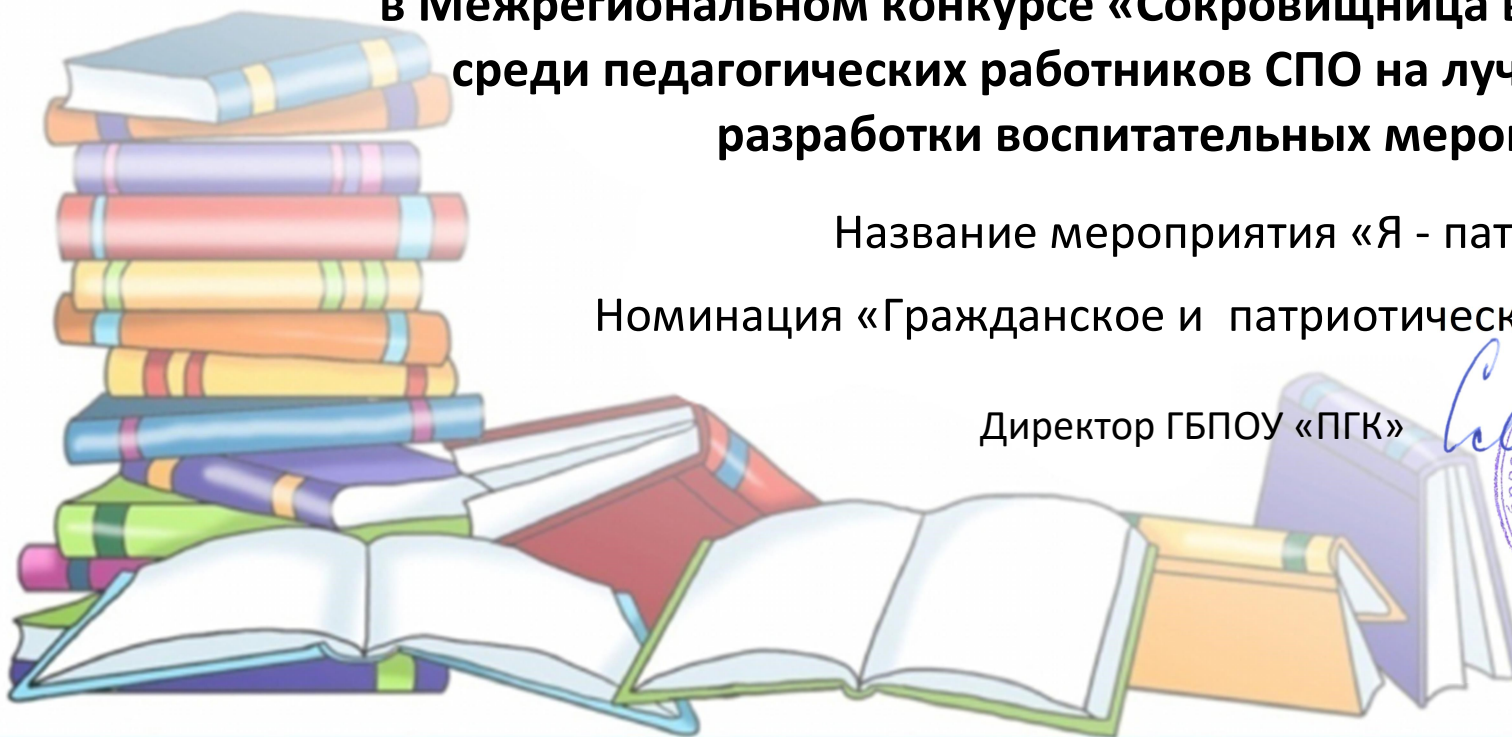 в Межрегиональном конкурсе «Сокровищница
среди педагогических работников СПО на луч
разработки воспитательных меро
Название мероприятия «Я - пат
Номинация «Гражданское и патриотическ
Директор ГБПОУ «ПГК»